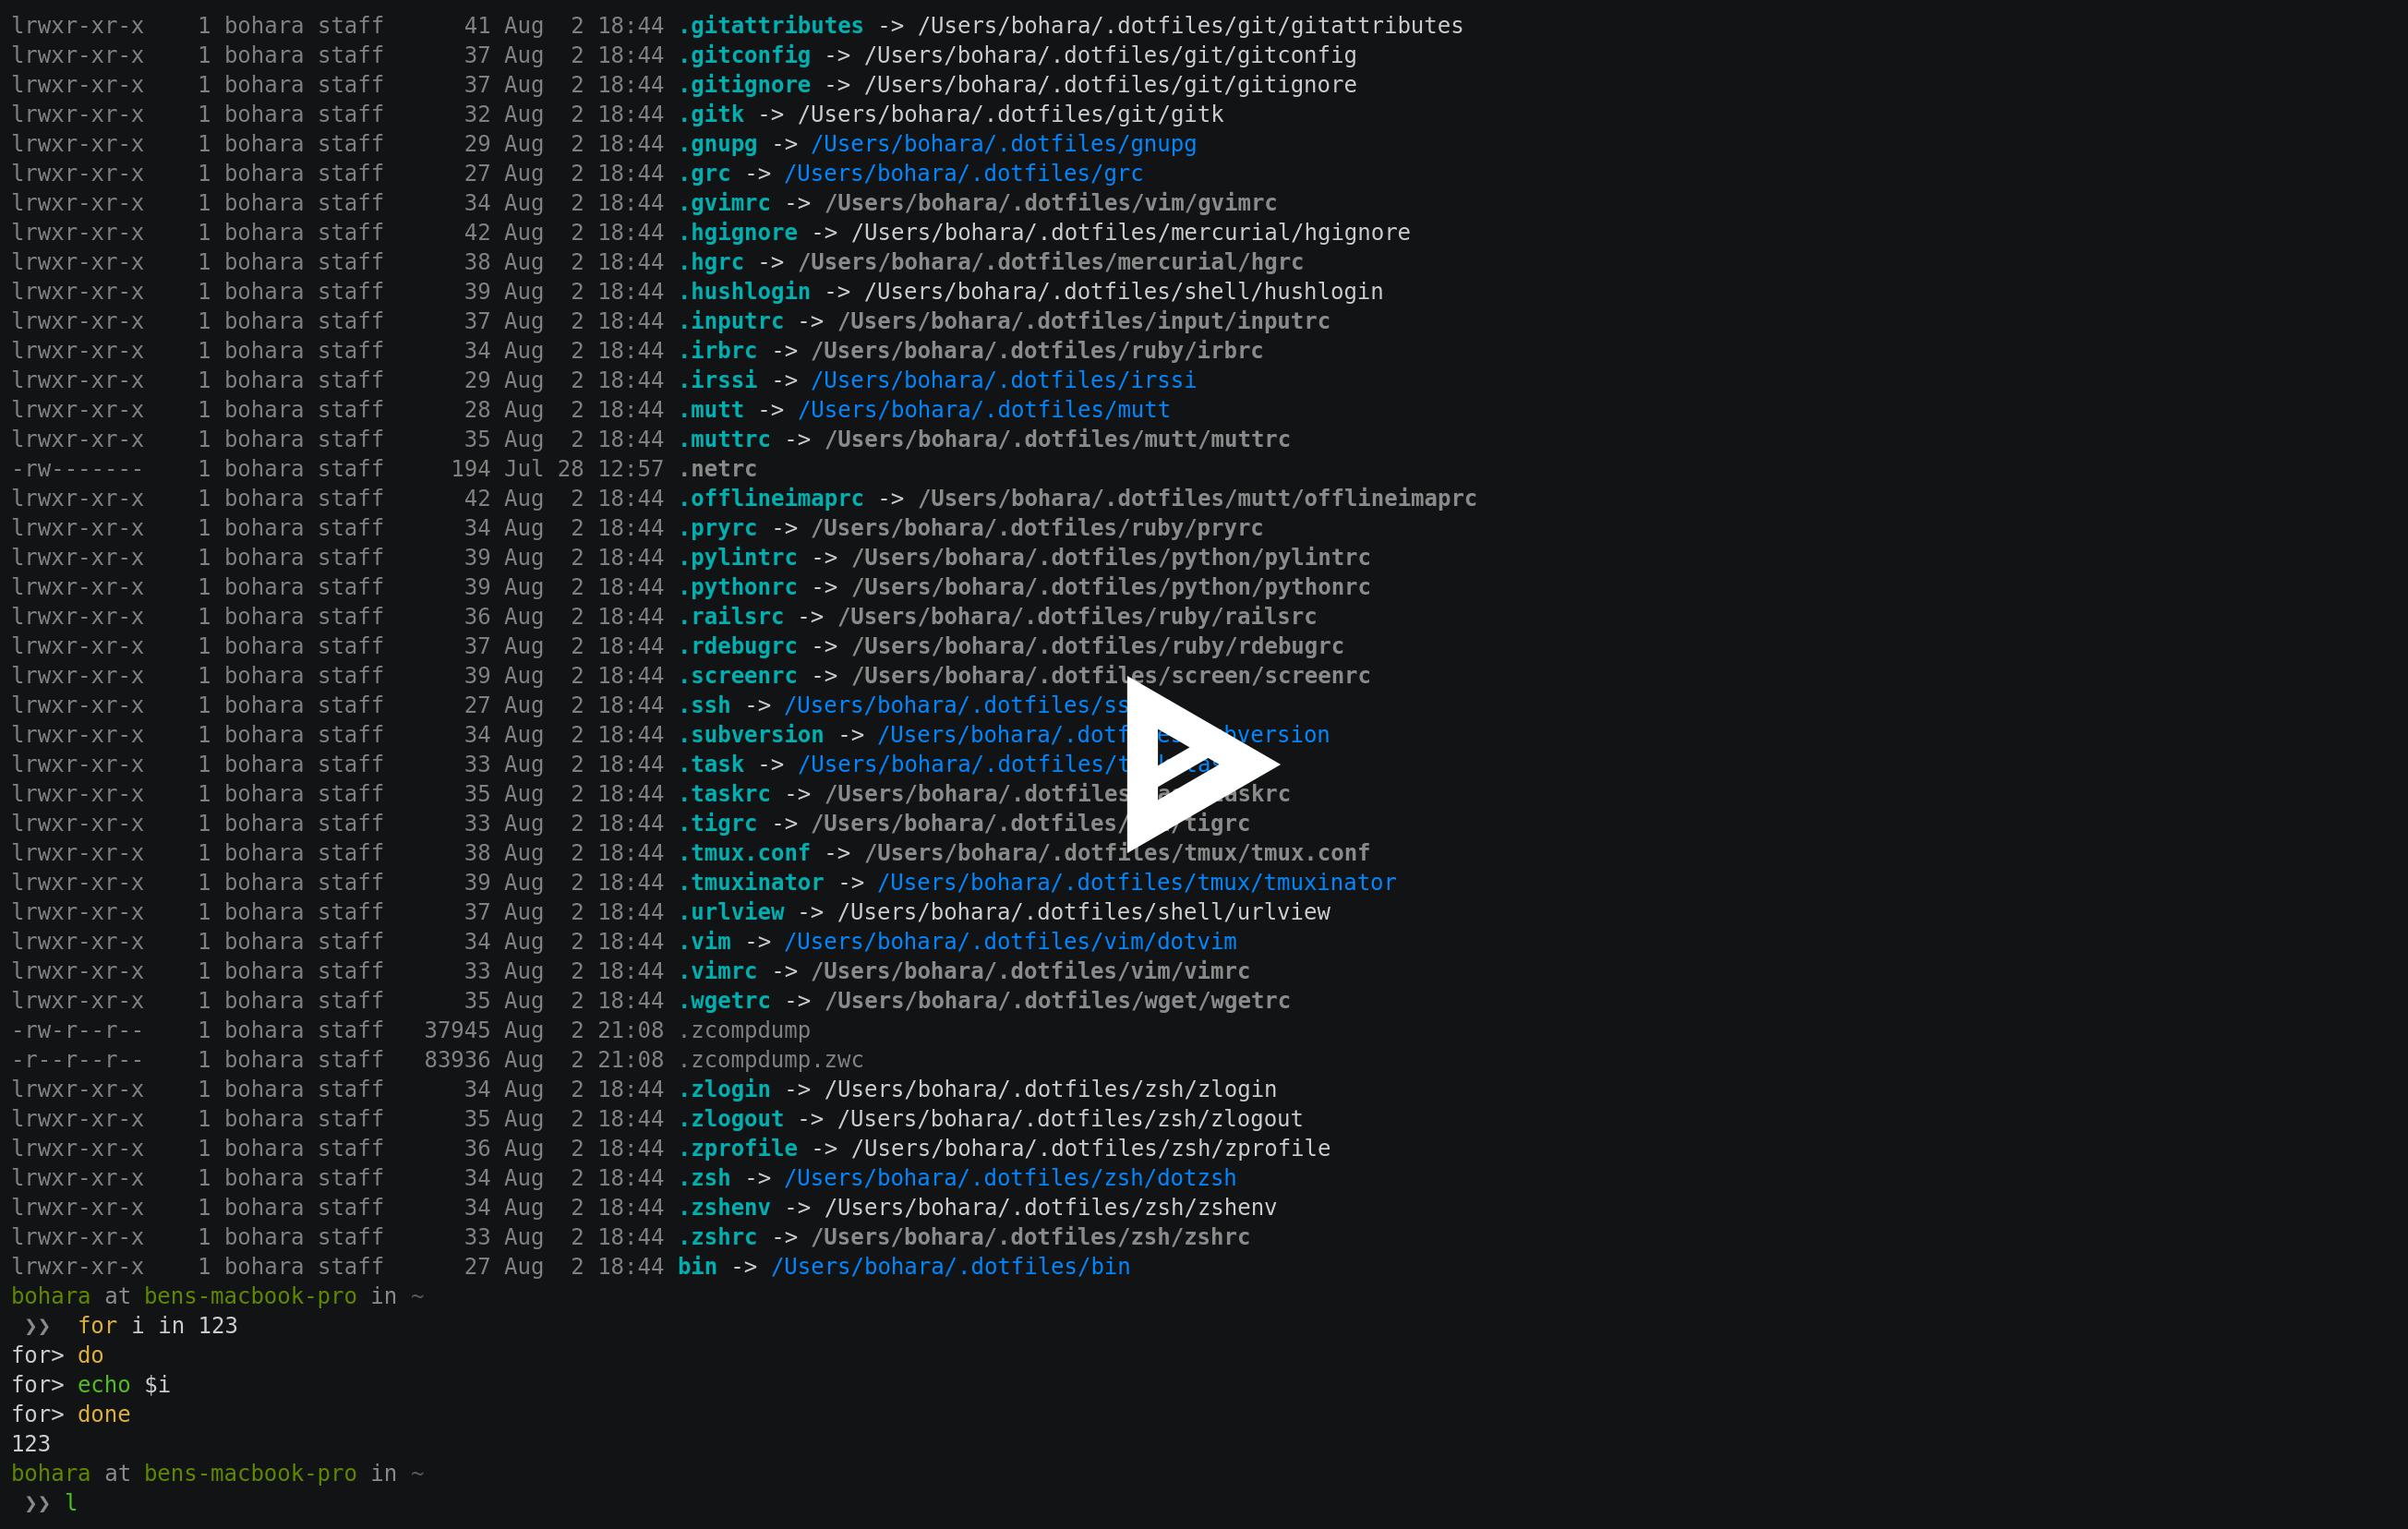 lrwxr-xr-x    1 bohara staff      41 Aug  2 18:44 .gitattributes -> /Users/bohara/.dotfiles/git/gitattributes
lrwxr-xr-x    1 bohara staff      37 Aug  2 18:44 .gitconfig -> /Users/bohara/.dotfiles/git/gitconfig
lrwxr-xr-x    1 bohara staff      37 Aug  2 18:44 .gitignore -> /Users/bohara/.dotfiles/git/gitignore
lrwxr-xr-x    1 bohara staff      32 Aug  2 18:44 .gitk -> /Users/bohara/.dotfiles/git/gitk
lrwxr-xr-x    1 bohara staff      29 Aug  2 18:44 .gnupg -> /Users/bohara/.dotfiles/gnupg
lrwxr-xr-x    1 bohara staff      27 Aug  2 18:44 .grc -> /Users/bohara/.dotfiles/grc
lrwxr-xr-x    1 bohara staff      34 Aug  2 18:44 .gvimrc -> /Users/bohara/.dotfiles/vim/gvimrc
lrwxr-xr-x    1 bohara staff      42 Aug  2 18:44 .hgignore -> /Users/bohara/.dotfiles/mercurial/hgignore
lrwxr-xr-x    1 bohara staff      38 Aug  2 18:44 .hgrc -> /Users/bohara/.dotfiles/mercurial/hgrc
lrwxr-xr-x    1 bohara staff      39 Aug  2 18:44 .hushlogin -> /Users/bohara/.dotfiles/shell/hushlogin
lrwxr-xr-x    1 bohara staff      37 Aug  2 18:44 .inputrc -> /Users/bohara/.dotfiles/input/inputrc
lrwxr-xr-x    1 bohara staff      34 Aug  2 18:44 .irbrc -> /Users/bohara/.dotfiles/ruby/irbrc
lrwxr-xr-x    1 bohara staff      29 Aug  2 18:44 .irssi -> /Users/bohara/.dotfiles/irssi
lrwxr-xr-x    1 bohara staff      28 Aug  2 18:44 .mutt -> /Users/bohara/.dotfiles/mutt
lrwxr-xr-x    1 bohara staff      35 Aug  2 18:44 .muttrc -> /Users/bohara/.dotfiles/mutt/muttrc
-rw-------    1 bohara staff     194 Jul 28 12:57 .netrc
lrwxr-xr-x    1 bohara staff      42 Aug  2 18:44 .offlineimaprc -> /Users/bohara/.dotfiles/mutt/offlineimaprc
lrwxr-xr-x    1 bohara staff      34 Aug  2 18:44 .pryrc -> /Users/bohara/.dotfiles/ruby/pryrc
lrwxr-xr-x    1 bohara staff      39 Aug  2 18:44 .pylintrc -> /Users/bohara/.dotfiles/python/pylintrc
lrwxr-xr-x    1 bohara staff      39 Aug  2 18:44 .pythonrc -> /Users/bohara/.dotfiles/python/pythonrc
lrwxr-xr-x    1 bohara staff      36 Aug  2 18:44 .railsrc -> /Users/bohara/.dotfiles/ruby/railsrc
lrwxr-xr-x    1 bohara staff      37 Aug  2 18:44 .rdebugrc -> /Users/bohara/.dotfiles/ruby/rdebugrc
lrwxr-xr-x    1 bohara staff      39 Aug  2 18:44 .screenrc -> /Users/bohara/.dotfiles/screen/screenrc
lrwxr-xr-x    1 bohara staff      27 Aug  2 18:44 .ssh -> /Users/bohara/.dotfiles/
lrwxr-xr-x    1 bohara staff      34 Aug  2 18:44 .subversion -> /Users/bohara/
lrwxr-xr-x    1 bohara staff      33 Aug  2 18:44 .task -> /Users/bohara/.dotfiles/
lrwxr-xr-x    1 bohara staff      35 Aug  2 18:44 .taskrc -> /Users/bohara/.dotfiles
lrwxr-xr-x    1 bohara staff      33 Aug  2 18:44 .tigrc -> /Users/bohara/.dotfiles/ /tigrc
lrwxr-xr-x    1 bohara staff      38 Aug  2 18:44 .tmux.conf -> /Users/bohara/.dotfiles/tmux/tmux.conf
lrwxr-xr-x    1 bohara staff      39 Aug  2 18:44 .tmuxinator -> /Users/bohara/.dotfiles/tmux/tmuxinator
lrwxr-xr-x    1 bohara staff      37 Aug  2 18:44 .urlview -> /Users/bohara/.dotfiles/shell/urlview
lrwxr-xr-x    1 bohara staff      34 Aug  2 18:44 .vim -> /Users/bohara/.dotfiles/vim/dotvim
lrwxr-xr-x    1 bohara staff      33 Aug  2 18:44 .vimrc -> /Users/bohara/.dotfiles/vim/vimrc
lrwxr-xr-x    1 bohara staff      35 Aug  2 18:44 .wgetrc -> /Users/bohara/.dotfiles/wget/wgetrc
-rw-r--r--    1 bohara staff   37945 Aug  2 21:08 .zcompdump
-r--r--r--    1 bohara staff   83936 Aug  2 21:08 .zcompdump.zwc
lrwxr-xr-x    1 bohara staff      34 Aug  2 18:44 .zlogin -> /Users/bohara/.dotfiles/zsh/zlogin
lrwxr-xr-x    1 bohara staff      35 Aug  2 18:44 .zlogout -> /Users/bohara/.dotfiles/zsh/zlogout
lrwxr-xr-x    1 bohara staff      36 Aug  2 18:44 .zprofile -> /Users/bohara/.dotfiles/zsh/zprofile
lrwxr-xr-x    1 bohara staff      34 Aug  2 18:44 .zsh -> /Users/bohara/.dotfiles/zsh/dotzsh
lrwxr-xr-x    1 bohara staff      34 Aug  2 18:44 .zshenv -> /Users/bohara/.dotfiles/zsh/zshenv
lrwxr-xr-x    1 bohara staff      33 Aug  2 18:44 .zshrc -> /Users/bohara/.dotfiles/zsh/zshrc
lrwxr-xr-x    1 bohara staff      27 Aug  2 18:44 bin -> /Users/bohara/.dotfiles/bin
bohara at bens-macbook-pro in ~
 ❯❯  for i in 123
for> do
for> echo $i
for> done
123
bohara at bens-macbook-pro in ~
 ❯❯ l